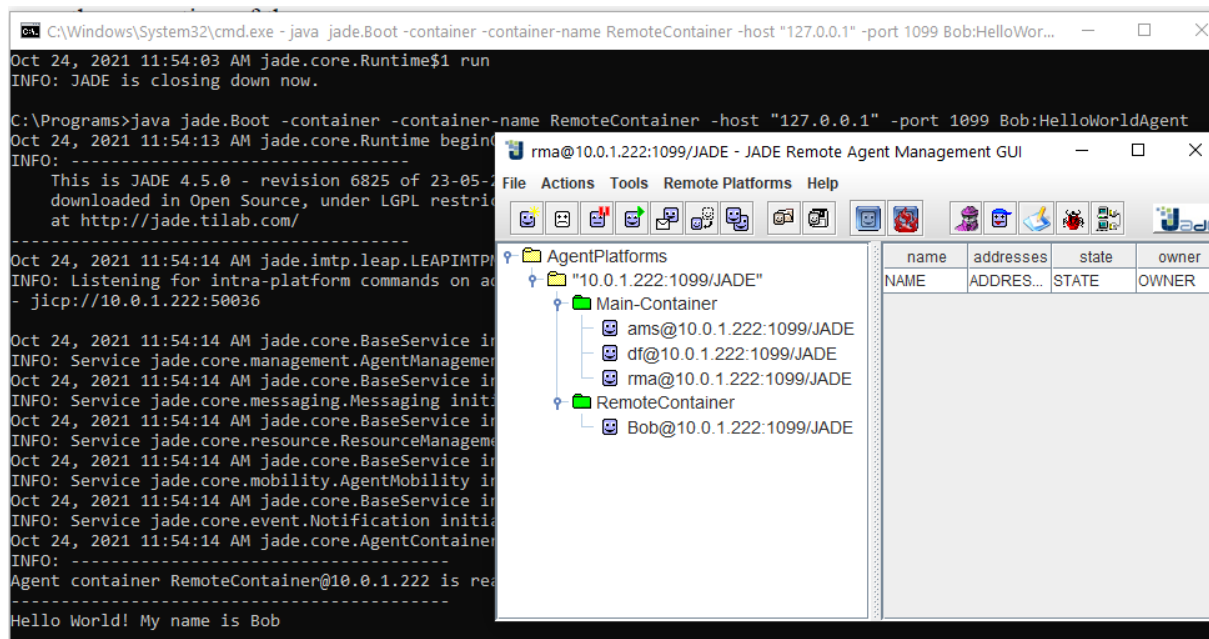 C:\Windows\System32\cmd.exe - java jade.Boot -container -container-name RemoteContainer -host "127.0.0.1" -port 1099 Bob:HelloWor...
Oct 24, 2021 11:54:03 AM jade.core.Runtime$1 run
INFO: JADE is closing down now.
C:\Programs>java jade.Boot -container -container-name RemoteContainer -host "127.0.0.1" -port 1099 Bob:HelloWorldAgent
Oct 24, 2021 11:54:13 AM jade.core.Runtime
INFO: ----------------------------------
This is JADE 4.5.0 - revision 6825 of 23-05-
downloaded in Open Source, under LGPL
at http://jade.tilab.com/
----------------------------------------
Oct 24, 2021 11:54:14 AM
INFO: Listening for intra-platform commands on
- jicp://10.0.1.222:50036
Oct 24, 2021 11:54:14 AM jade.core.BaseService
INFO: Service
Oct 24, 2021 11:54:14 AM jade.core.BaseService
INFO: Service jade.core.messaging.Messaging
Oct 24, 2021 11:54:14 AM jade.core.BaseService
INFO: Service
Oct 24, 2021 11:54:14 AM jade.core.BaseService
INFO: Service jade.core.mobility.AgentMobility
Oct 24, 2021 11:54:14 AM jade.core.BaseService
INFO: Service jade.core.event.Notification
Oct 24, 2021 11:54:14 AM jade.core.AgentContainer
INFO: --------------------------------------
Agent container RemoteContainer@10.0.1.222 is
--------------------------------------------
Hello World! My name is Bob
rma@10.0.1.222:1099/JADE - JADE Remote Agent Management GUI
File Actions Tools Remote Platforms Help
AgentPlatforms
"10.0.1.222:1099/JADE"
Main-Container
ams@10.0.1.222:1099/JADE
df@10.0.1.222:1099/JADE
rma@10.0.1.222:1099/JADE
RemoteContainer
Bob@10.0.1.222:1099/JADE
name addresses state owner
NAME ADDRES... STATE OWNER